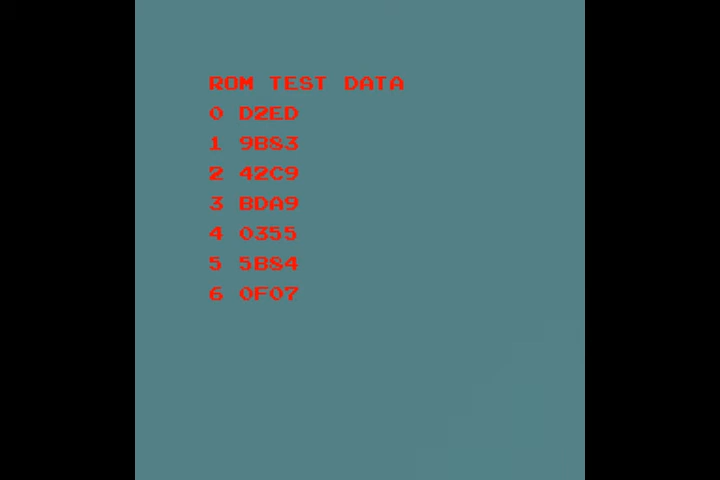 ROM TEST DATA
0 D2ED
1 9B83
2 42C9
3 BDA9
4 0355
5 5B84
6 0F07